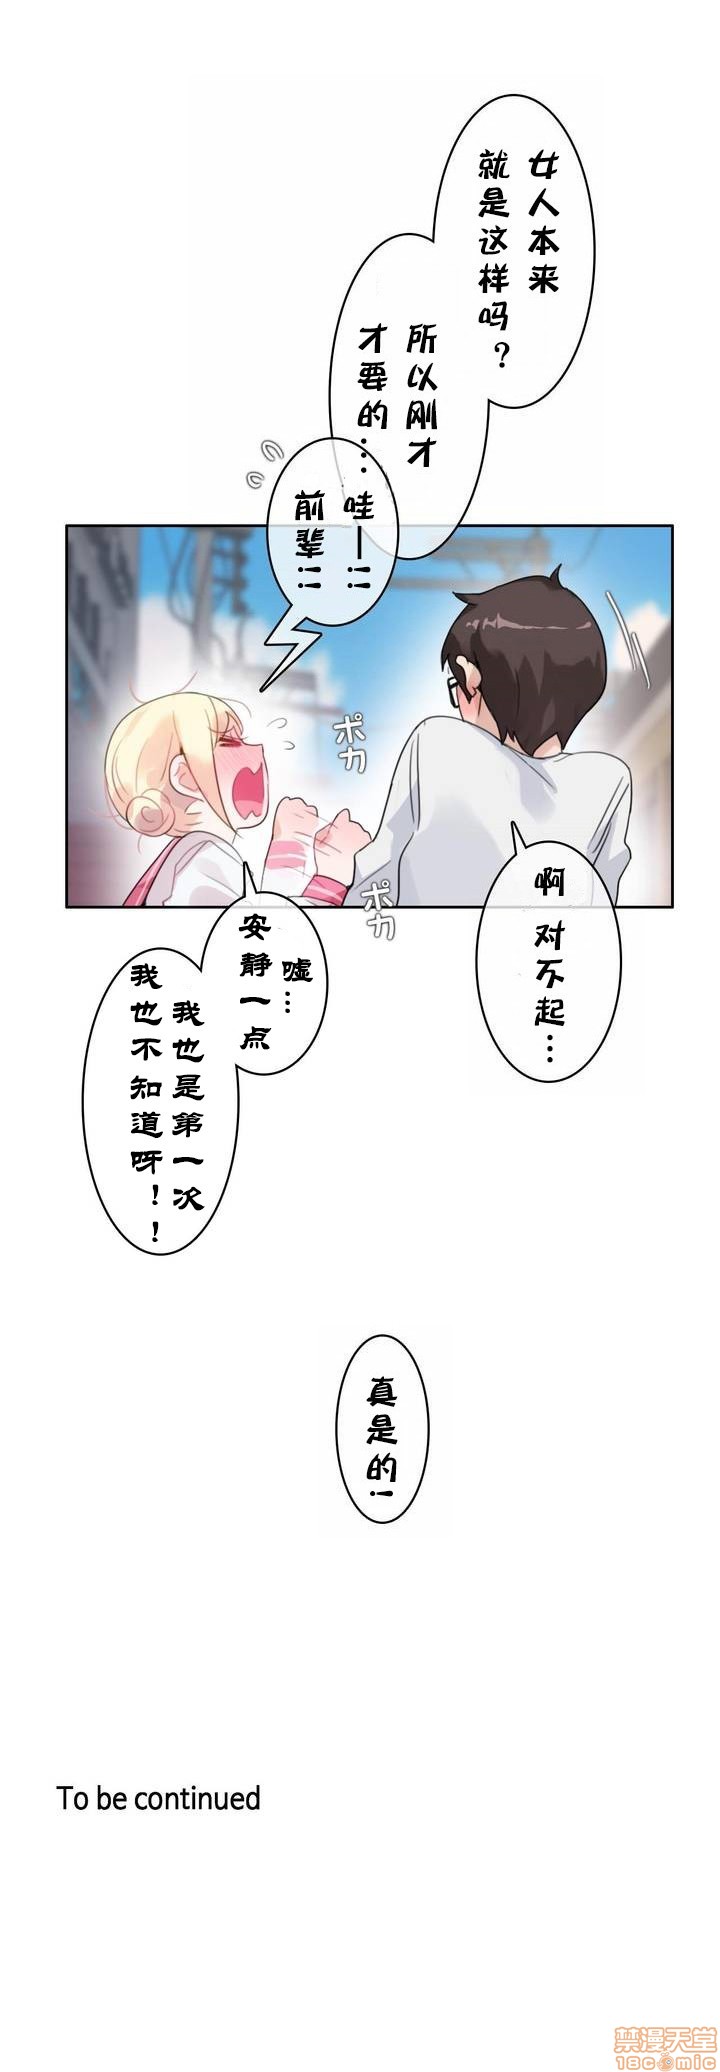 女人本来
就是这样吗？
所以刚才
才要的…
哇━!!
前辈!!
ポカ
ポカ
啊对不起…
嘘…
安静一点
我也是第一次
我也不知道呀!!
真是的!
To be continued
禁漫天堂
18comic